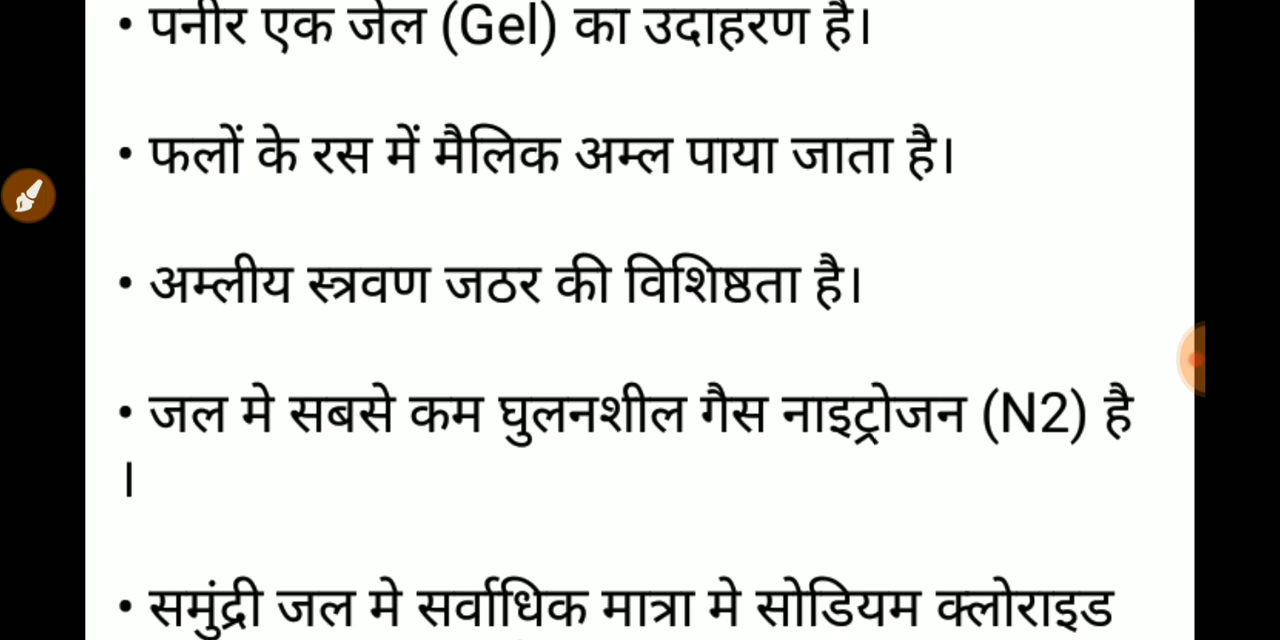 • पनीर एक जेल (Gel) का उदाहरण है।
• फलों के रस में मैलिक अम्ल पाया जाता है।
• अम्लीय स्त्रवण जठर की विशिष्ठता है।
• जल मे सबसे कम घुलनशील गैस नाइट्रोजन (N2) है
।
• समुंद्री जल मे सर्वाधिक मात्रा मे सोडियम क्लोराइड